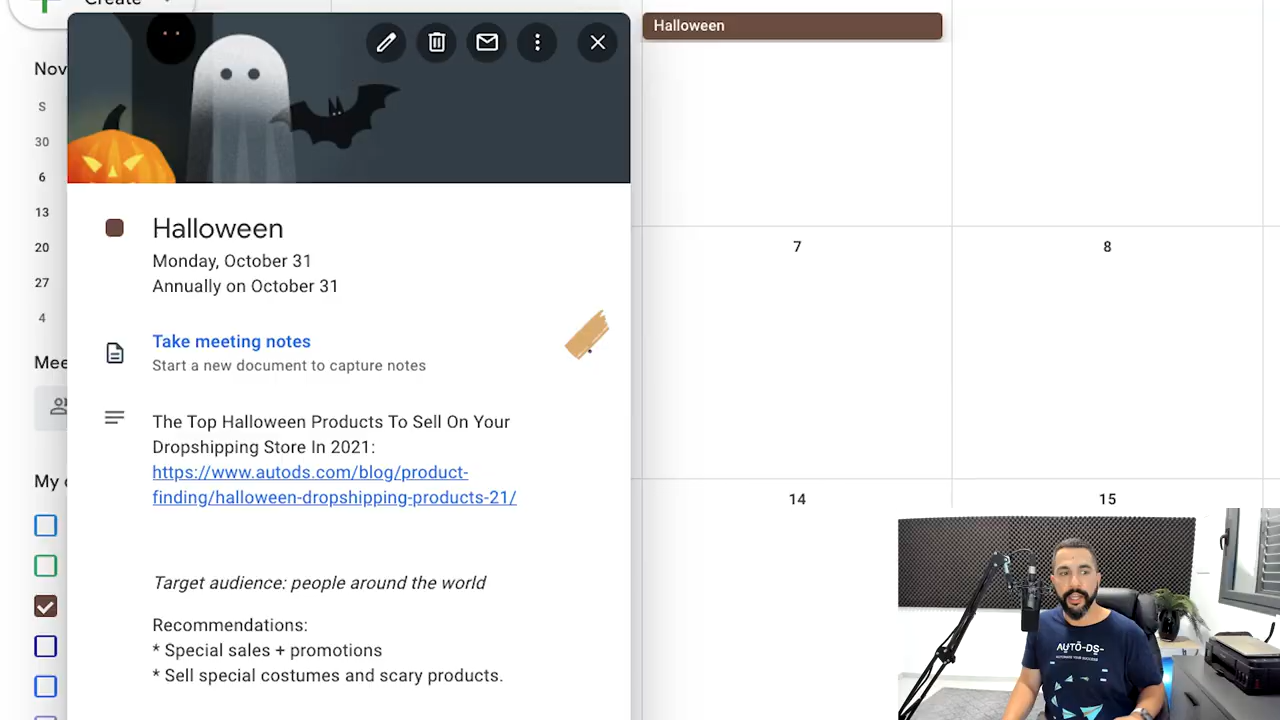 Create
Halloween
Nov
S
30
6
13
20
27
4
Halloween
Monday, October 31
Annually on October 31
7
8
Take meeting notes
Start a new document to capture notes
Mee
The Top Halloween Products To Sell On Your
Dropshipping Store In 2021:
https://www.autods.com/blog/product-
finding/halloween-dropshipping-products-21/
My c
14
15
Target audience: people around the world
Recommendations:
* Special sales + promotions
* Sell special costumes and scary products.
AUTO-DS-
AUTOMATE YOUR SUCCESS